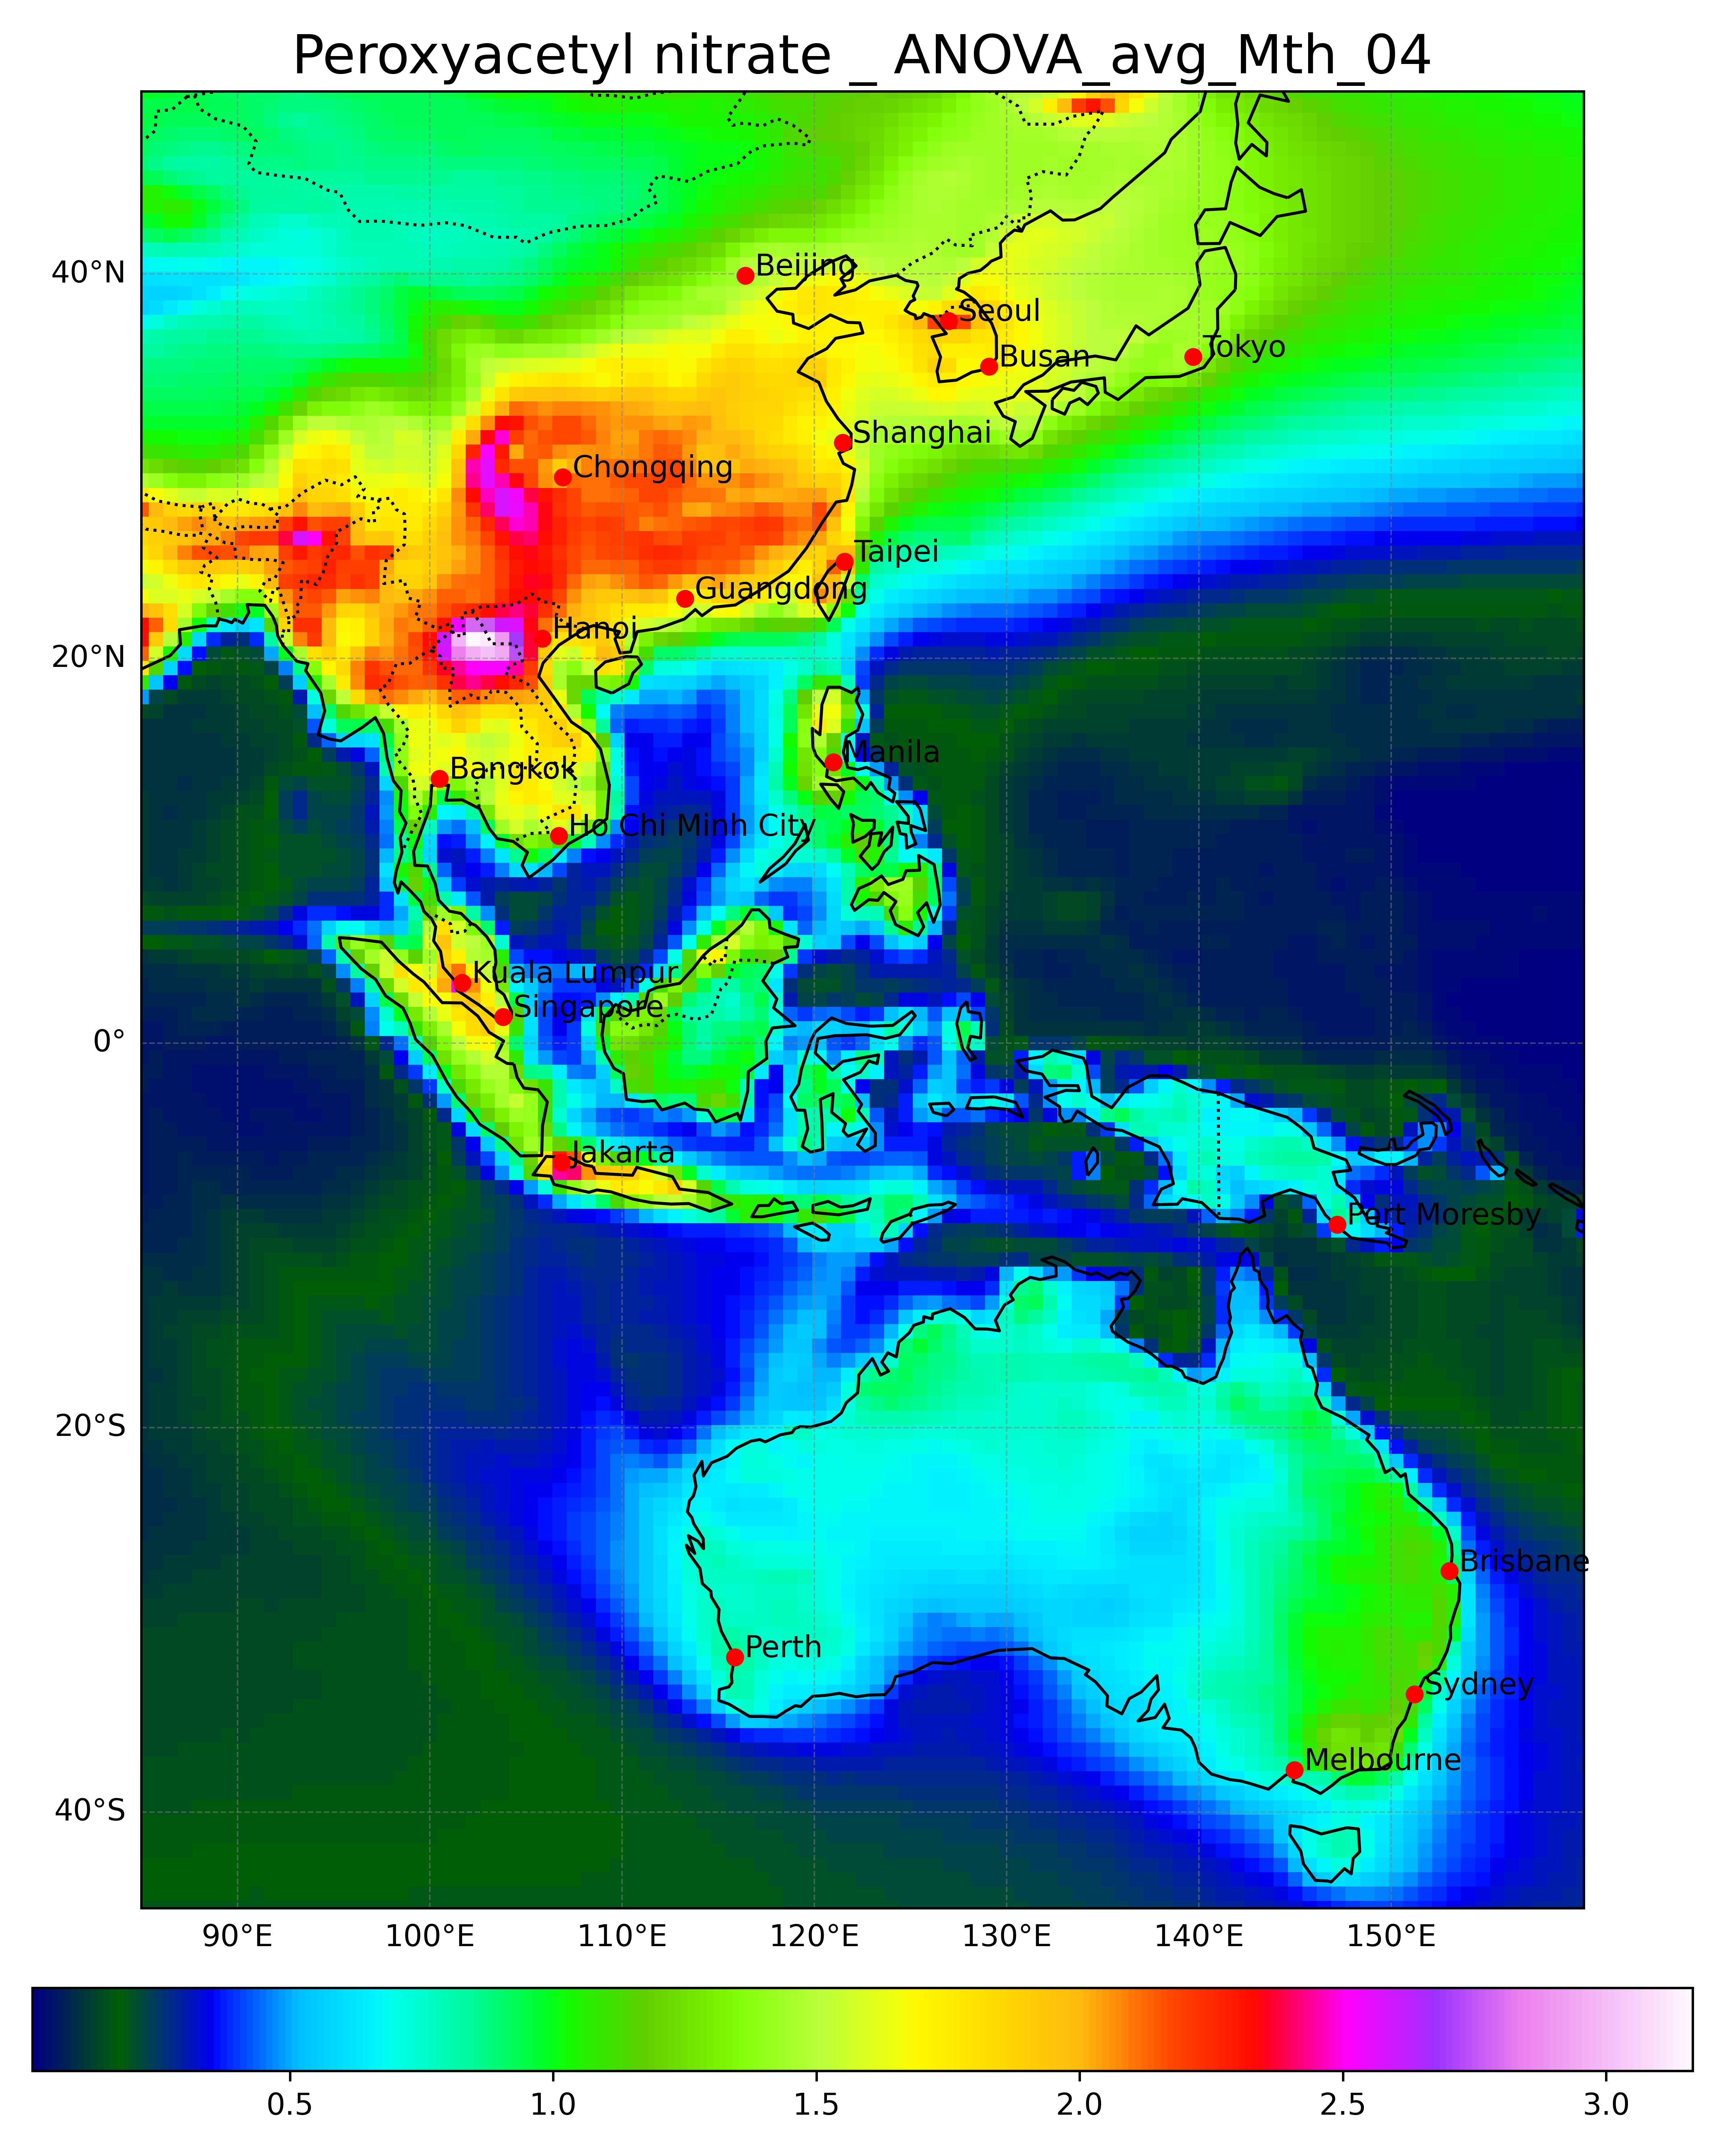 Peroxyacetyl nitrate _ ANOVA_avg_Mth_04
40°N
20°N
0°
20°S
40°S
Beijing
Seoul
Busan
Tokyo
Shanghai
Chongqing
Taipei
Guangdong
Hanoi
Manila
Bangkok
Ho Chi Minh City
Kuala Lumpur
Singapore
Jakarta
Port Moresby
Brisbane
Perth
Sydney
Melbourne
90°E 100°E 110°E 120°E 130°E 140°E 150°E
0.5 1.0 1.5 2.0 2.5 3.0